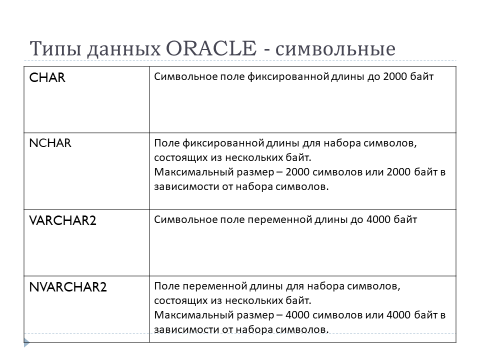 Типы данных ORACLE - символьные
CHAR
Символьное поле фиксированной длины до 2000 байт
NCHAR
Поле фиксированной длины для набора символов,
состоящих из нескольких байт.
Максимальный размер – 2000 символов или 2000 байт в
зависимости от набора символов.
VARCHAR2
Символьное поле переменной длины до 4000 байт
NVARCHAR2
Поле переменной длины для набора символов,
состоящих из нескольких байт.
Максимальный размер – 4000 символов или 4000 байт в
зависимости от набора символов.